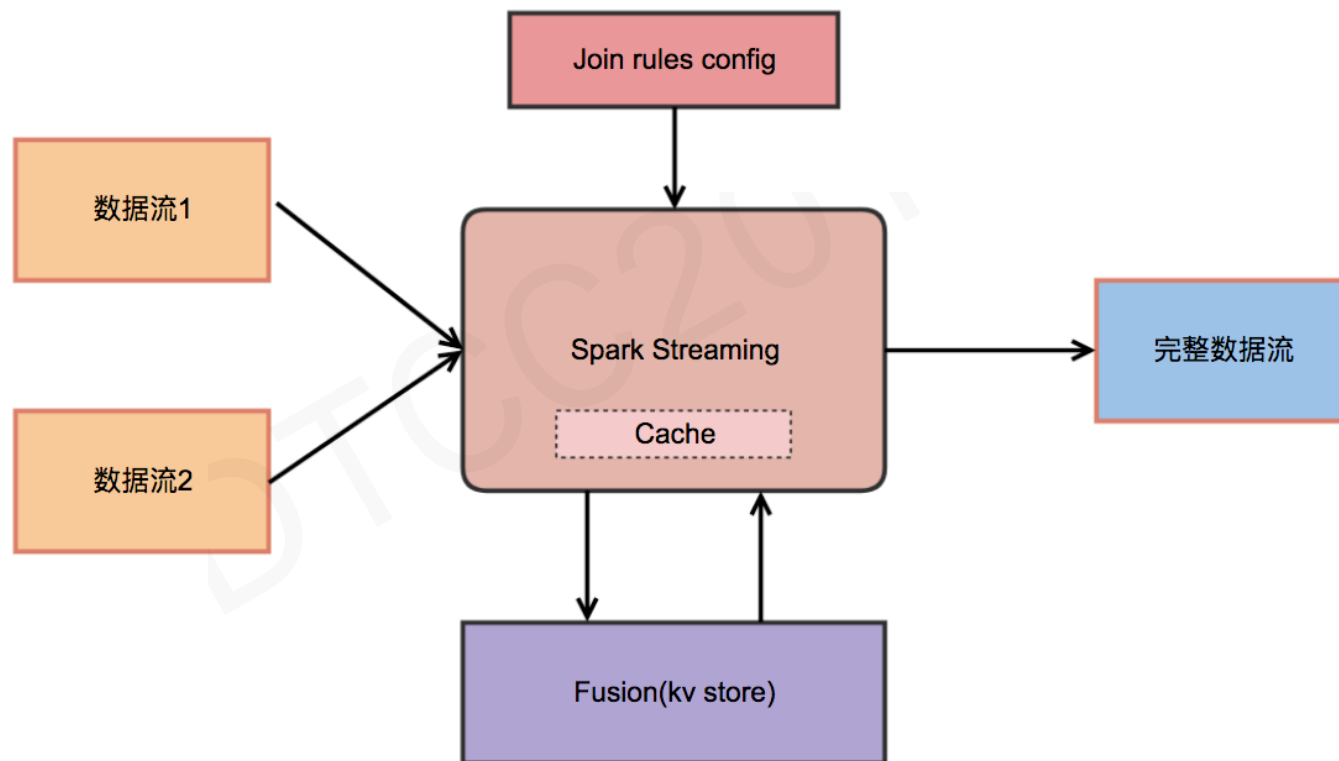 Join rules config
数据流1
Spark Streaming
完整数据流
Cache
数据流2
Fusion(kv store)
DTCC20